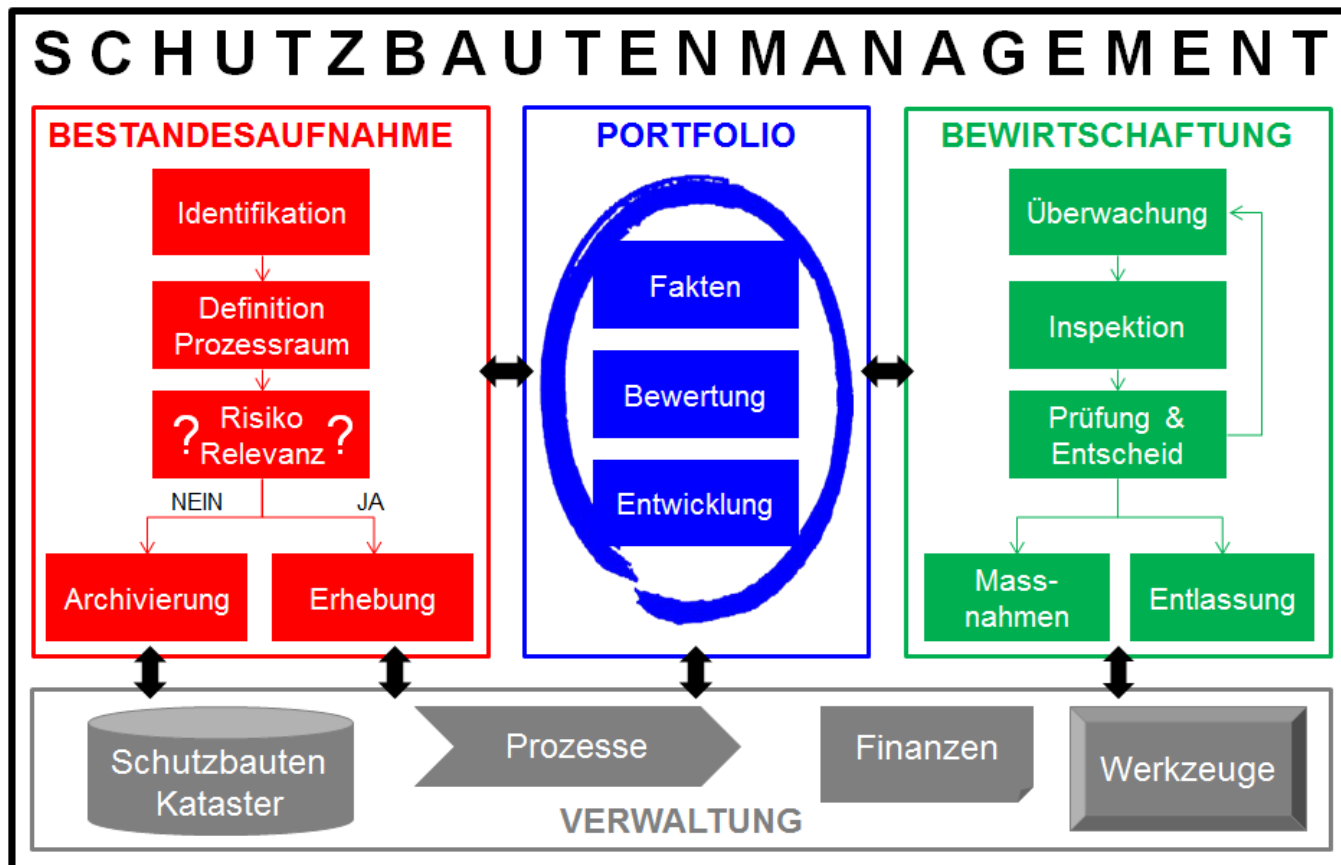 SCHUTZBAUTENMANAGEMENT
BESTANDESAUFNAHME
Identifikation
Definition
Prozessraum
? Risiko ?
Relevanz
NEIN
JA
Archivierung
Erhebung
PORTFOLIO
Fakten
Bewertung
Entwicklung
BEWIRTSCHAFTUNG
Überwachung
Inspektion
Prüfung &
Entscheid
Mass-
nahmen
Entlassung
Schutzbauten
Kataster
Prozesse
Finanzen
Werkzeuge
VERWALTUNG